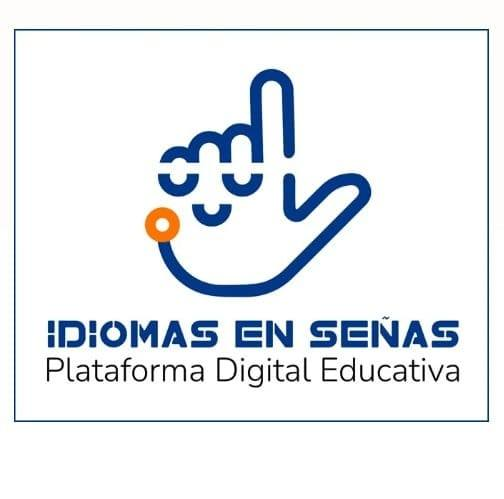 IDIOMAS EN SEÑAS
Plataforma Digital Educativa